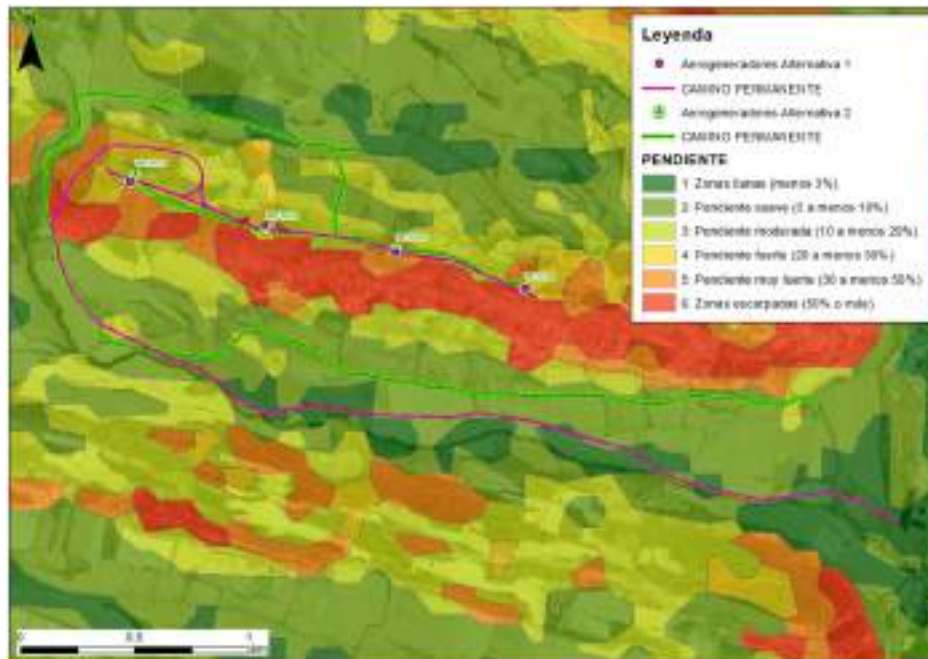 Leyenda
Aerogeneradores Alternativa 1
CAMINO PERMANENTE
Aerogeneradores Alternativa 2
CAMINO PERMANENTE
PENDIENTE
1 Zonas llanas (menos 3%)
2 Pendiente suave (3 a menos 10%)
3 Pendiente moderada (10 a menos 20%)
4 Pendiente fuerte (20 a menos 30%)
5 Pendiente muy fuerte (30 a menos 50%)
6 Zonas escarpadas (50% o más)
0 0.5 1